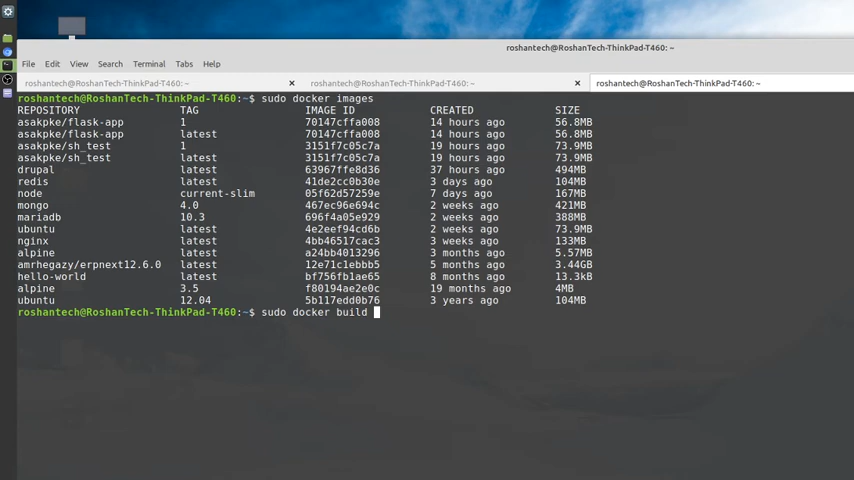 roshantech@RoshanTech-ThinkPad-T460: ~
File Edit View Search Terminal Tabs Help
roshantech@RoshanTech-ThinkPad-T460: ~ × roshantech@RoshanTech-ThinkPad-T460: ~ × roshantech@RoshanTech-ThinkPad-T460: ~
roshantech@RoshanTech-ThinkPad-T460:~$ sudo docker images
REPOSITORY TAG IMAGE ID CREATED SIZE
asakpke/flask-app 1 70147cffa008 14 hours ago 56.8MB
asakpke/flask-app latest 70147cffa008 14 hours ago 56.8MB
asakpke/sh_test 1 3151f7c05c7a 19 hours ago 73.9MB
asakpke/sh_test latest 3151f7c05c7a 19 hours ago 73.9MB
drupal latest 63967ffe8d36 37 hours ago 494MB
redis latest 41de2cc0b30e 3 days ago 104MB
node current-slim 05f62d57259e 7 days ago 167MB
mongo 4.0 467ec96e694c 2 weeks ago 421MB
mariadb 10.3 696f4a05e929 2 weeks ago 388MB
ubuntu latest 4e2eef94cd6b 2 weeks ago 73.9MB
nginx latest 4bb46517cac3 3 weeks ago 133MB
alpine latest a24bb4013296 3 months ago 5.57MB
amrhegazy/erpnext12.6.0 latest 12e71c1ebbb5 5 months ago 3.44GB
hello-world latest bf756fb1ae65 8 months ago 13.3kB
alpine 3.5 f80194ae2e0c 19 months ago 4MB
ubuntu 12.04 5b117edd0b76 3 years ago 104MB
roshantech@RoshanTech-ThinkPad-T460:~$ sudo docker build